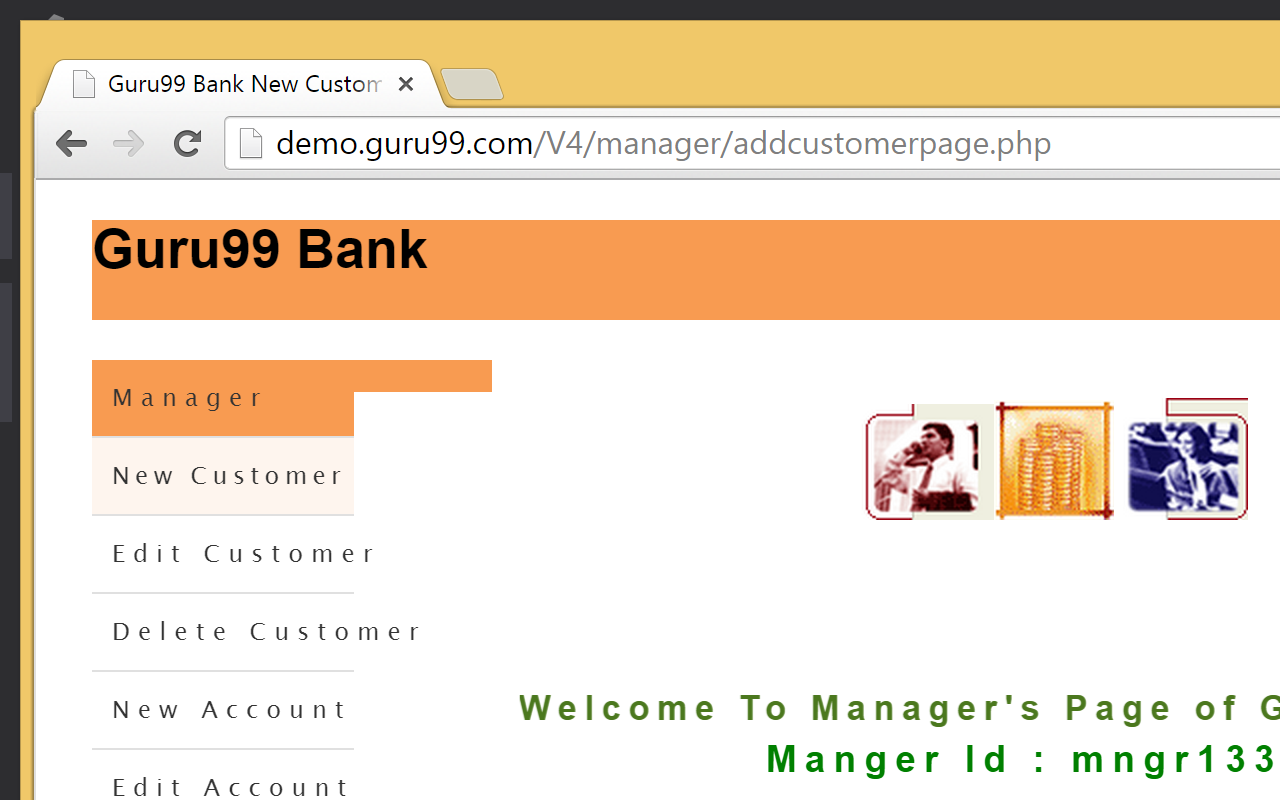 Guru99 Bank New Custom
demo.guru99.com/V4/manager/addcustomerpage.php
Guru99 Bank
Manager
New Customer
Edit Customer
Delete Customer
New Account
Edit Account
Welcome To Manager's Page of G
Manger Id : mngr133